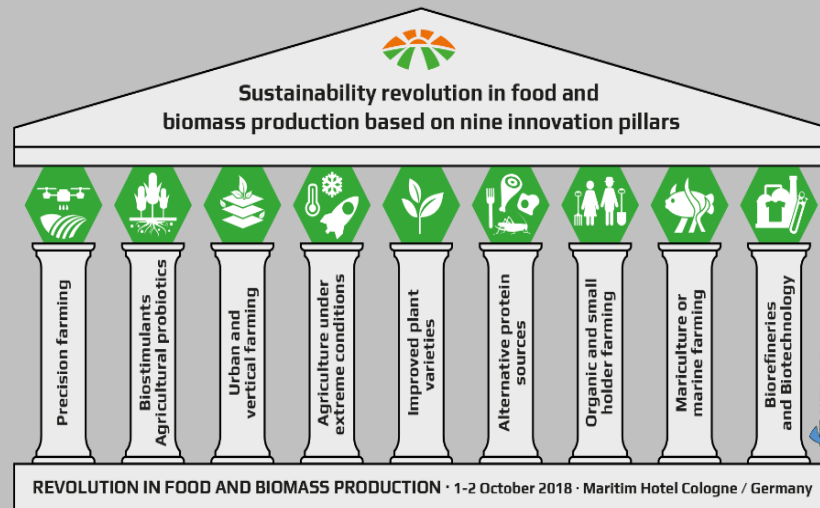 Sustainability revolution in food and
biomass production based on nine innovation pillars
Precision farming
Biostimulants
Agricultural probiotics
Urban and
vertical farming
Agriculture under
extreme conditions
Improved plant
varieties
Alternative protein
sources
Organic and small
holder farming
Mariculture or
marine farming
Biorefineries
and Biotechnology
REVOLUTION IN FOOD AND BIOMASS PRODUCTION · 1-2 October 2018 · Maritim Hotel Cologne / Germany